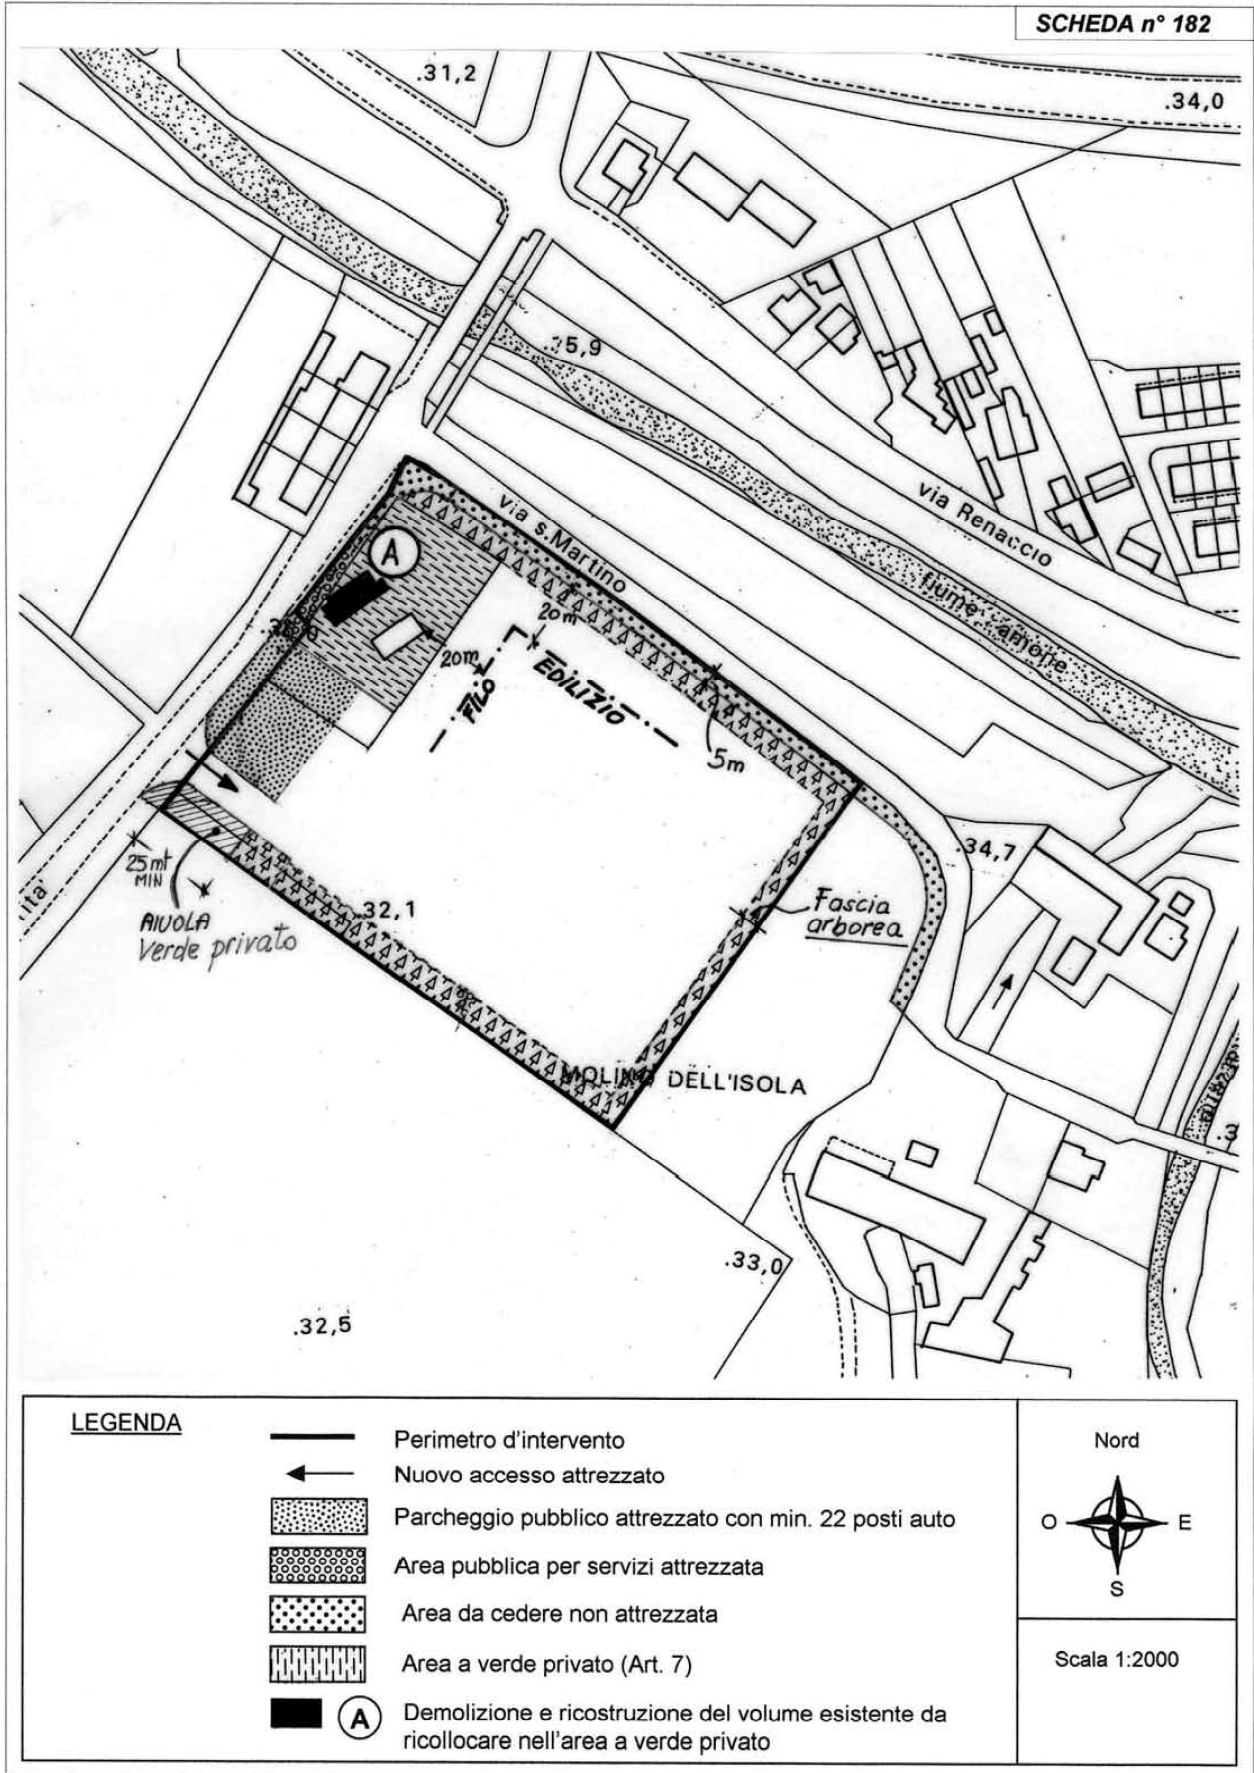 SCHEDA n° 182
.31,2
.34,0
.35,9
via Renaccio
via s.Martino
fiume Lamone
A
20m
20m
FILO
EDILIZIO
5m
.34,7
25mt
MIN
.32,1
AIUOLA
Verde privato
Fascia
arborea
MOLINO DELL'ISOLA
.33,0
.32,5
LEGENDA
Perimetro d'intervento
Nuovo accesso attrezzato
Parcheggio pubblico attrezzato con min. 22 posti auto
Area pubblica per servizi attrezzata
Area da cedere non attrezzata
Area a verde privato (Art. 7)
A
Demolizione e ricostruzione del volume esistente da
ricollocare nell'area a verde privato
Nord
O
E
S
Scala 1:2000